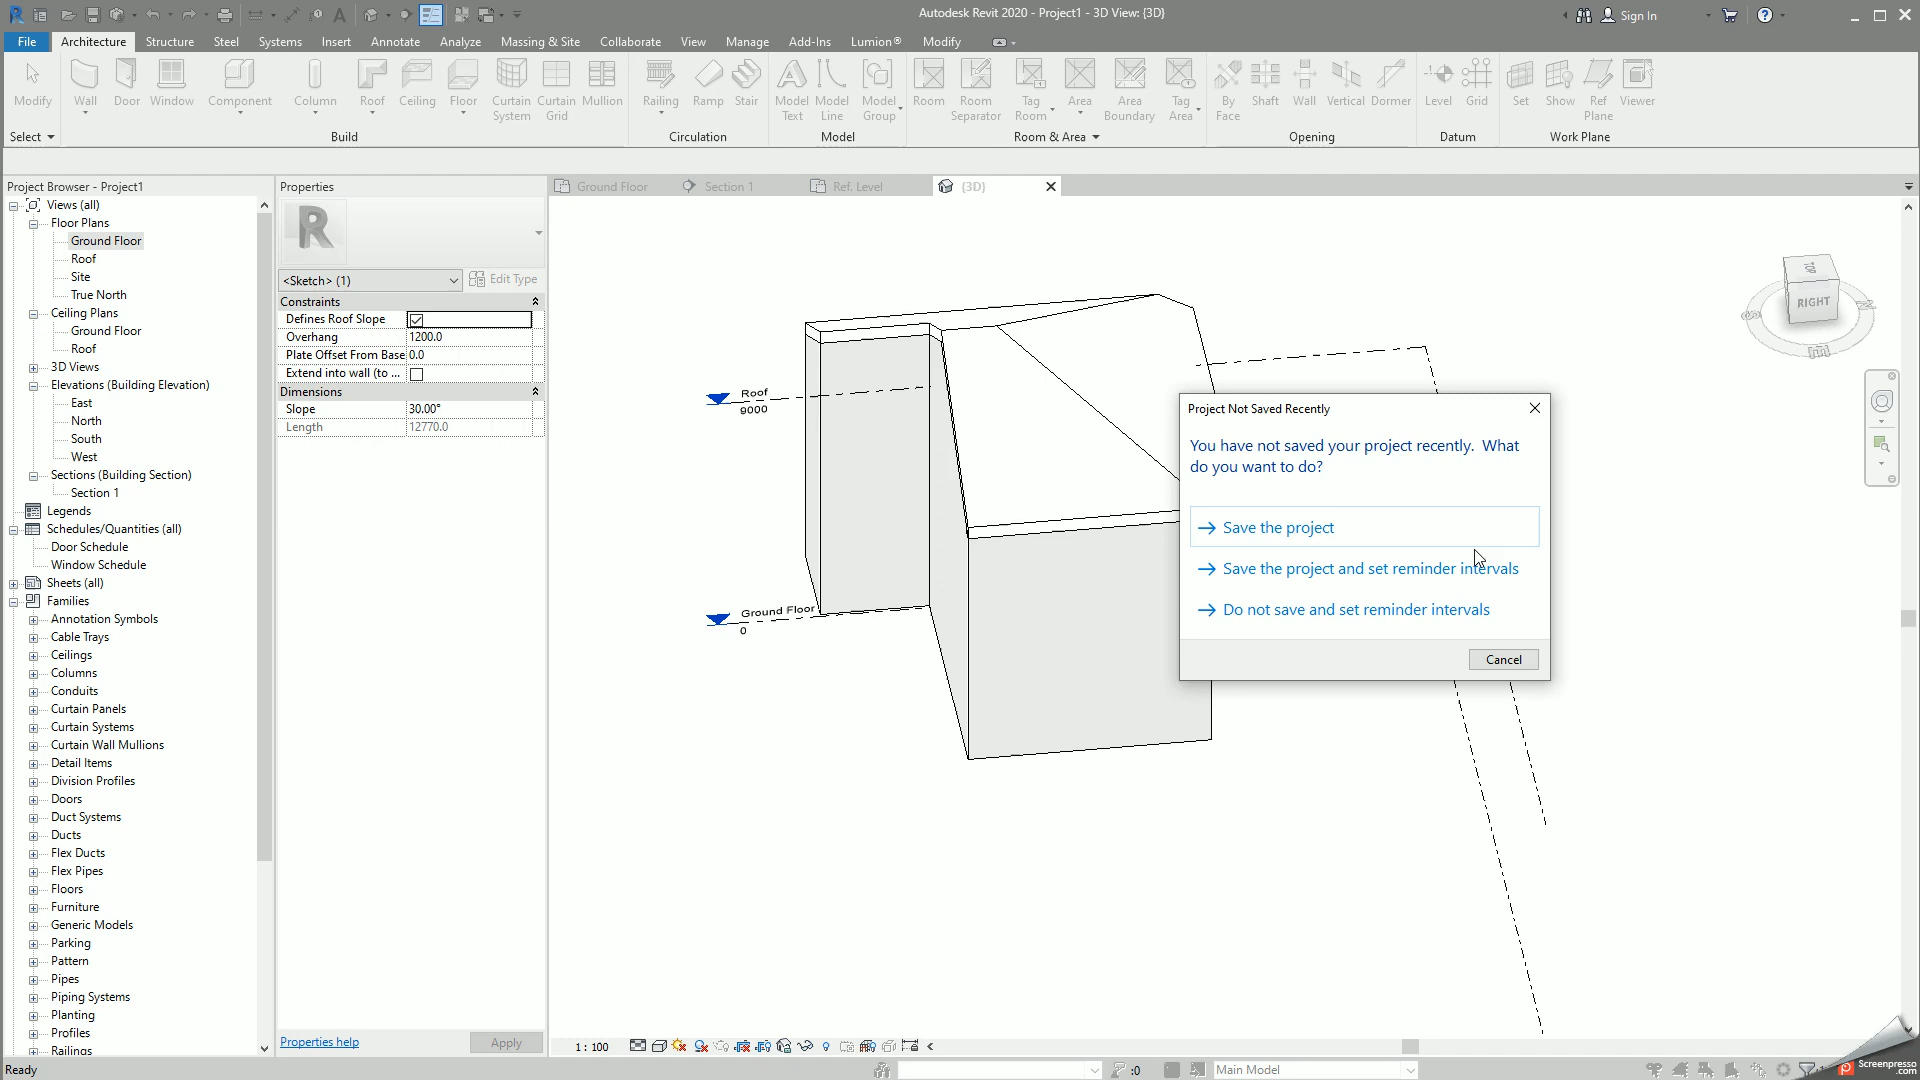 Autodesk Revit 2020 - Project1 - 3D View: {3D}
Sign In
File Architecture Structure Steel Systems Insert Annotate Analyze Massing & Site Collaborate View Manage Add-Ins Lumion® Modify
Modify Wall Door Window Component Column Roof Ceiling Floor Curtain System Curtain Grid Mullion Railing Ramp Stair Model Text Model Line Model Group Room Room Separator Tag Room Area Area Boundary Tag Area By Face Shaft Wall Vertical Dormer Level Grid Set Show Ref Plane Viewer
Select Build Circulation Model Room & Area Opening Datum Work Plane
Project Browser - Project1
Views (all)
Floor Plans
Ground Floor
Roof
Site
True North
Ceiling Plans
Ground Floor
Roof
3D Views
Elevations (Building Elevation)
East
North
South
West
Sections (Building Section)
Section 1
Legends
Schedules/Quantities (all)
Door Schedule
Window Schedule
Sheets (all)
Families
Annotation Symbols
Cable Trays
Ceilings
Columns
Conduits
Curtain Panels
Curtain Systems
Curtain Wall Mullions
Detail Items
Division Profiles
Doors
Duct Systems
Ducts
Flex Ducts
Flex Pipes
Floors
Furniture
Generic Models
Parking
Pattern
Pipes
Piping Systems
Planting
Profiles
Railings
Properties
R
<Sketch> (1)
Edit Type
Constraints
Defines Roof Slope
Overhang 1200.0
Plate Offset From Base 0.0
Extend into wall (to ...
Dimensions
Slope 30.00°
Length 12770.0
Properties help
Apply
Ground Floor Section 1 Ref. Level {3D}
Roof
9000
Ground Floor
0
TOP
RIGHT
Project Not Saved Recently
You have not saved your project recently. What
do you want to do?
Save the project
Save the project and set reminder intervals
Do not save and set reminder intervals
Cancel
1 : 100
Ready
:0
Main Model
Screenpresso
.com